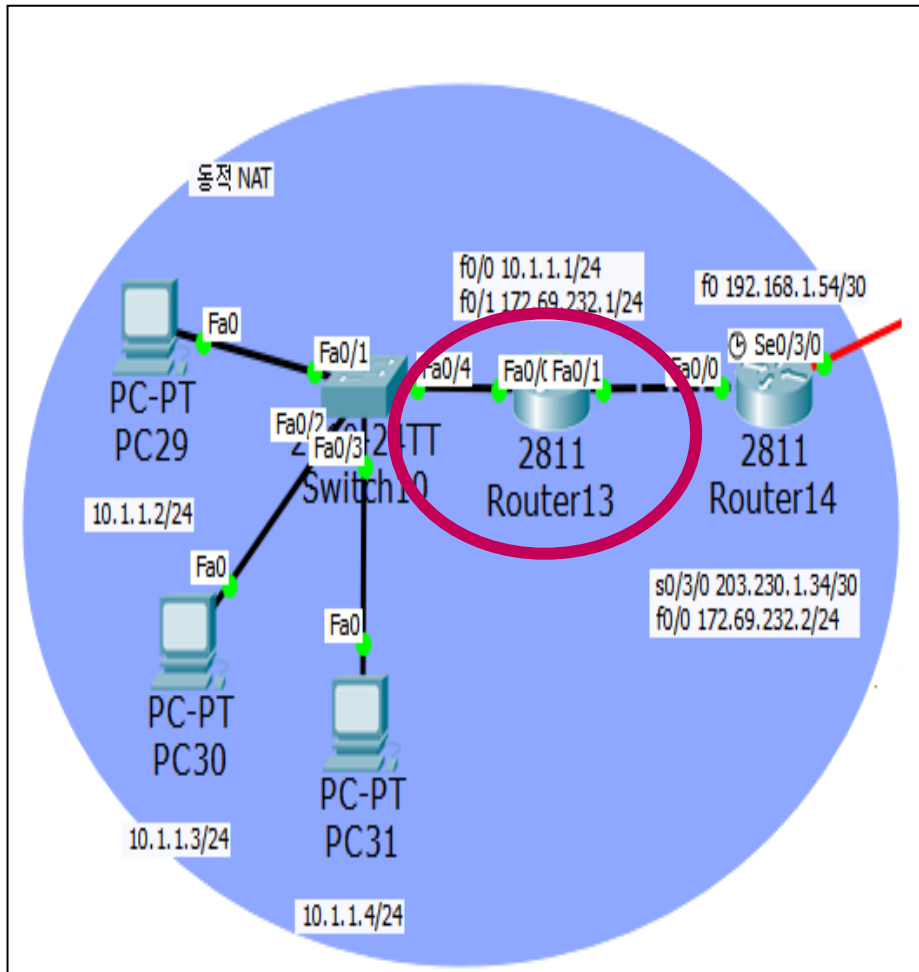 동적 NAT
f0/0 10.1.1.1/24
f0/1 172.69.232.1/24
f0 192.168.1.54/30
Fa0
Fa0/1
Fa0/4
Fa0/1
Fa0/0
Se0/3/0
PC-PT
PC29
Fa0/2
Fa0/3
Switch10
2811
Router13
2811
Router14
10.1.1.2/24
Fa0
s0/3/0 203.230.1.34/30
f0/0 172.69.232.2/24
Fa0
PC-PT
PC30
PC-PT
PC31
10.1.1.3/24
10.1.1.4/24